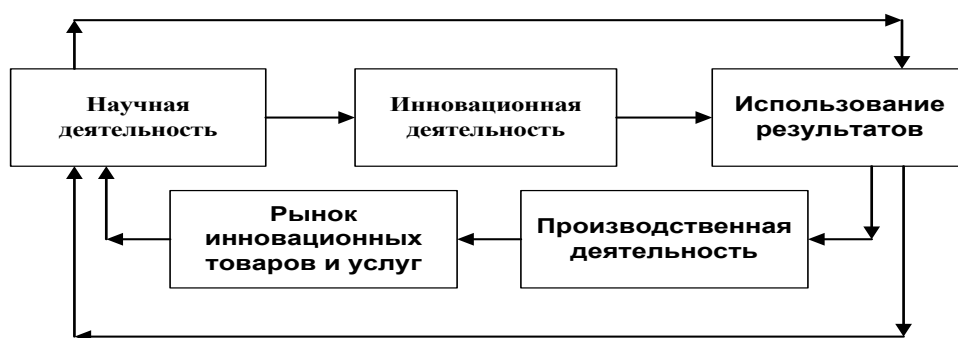 Научная
деятельность
Инновационная
деятельность
Использование
результатов
Рынок
инновационных
товаров и услуг
Производственная
деятельность